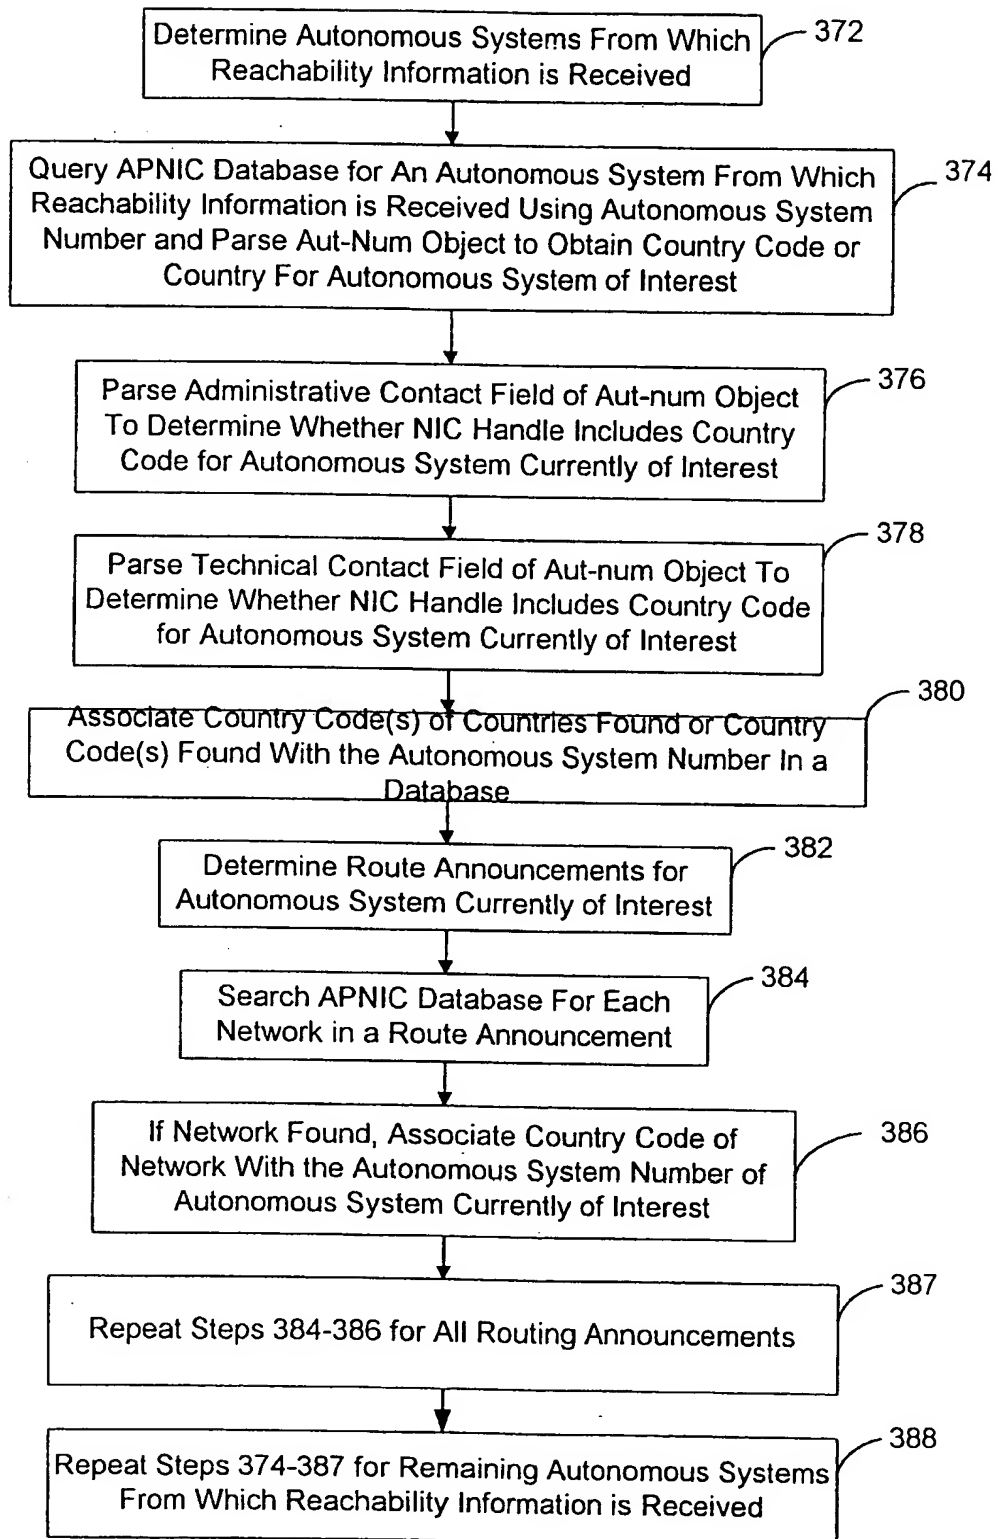 Determine Autonomous Systems From Which
Reachability Information is Received
372
Query APNIC Database for An Autonomous System From Which
Reachability Information is Received Using Autonomous System
Number and Parse Aut-Num Object to Obtain Country Code or
Country For Autonomous System of Interest
374
Parse Administrative Contact Field of Aut-num Object
To Determine Whether NIC Handle Includes Country
Code for Autonomous System Currently of Interest
376
Parse Technical Contact Field of Aut-num Object To
Determine Whether NIC Handle Includes Country Code
for Autonomous System Currently of Interest
378
Associate Country Code(s) of Countries Found or Country
Code(s) Found With the Autonomous System Number In a
Database
380
Determine Route Announcements for
Autonomous System Currently of Interest
382
Search APNIC Database For Each
Network in a Route Announcement
384
If Network Found, Associate Country Code of
Network With the Autonomous System Number of
Autonomous System Currently of Interest
386
Repeat Steps 384-386 for All Routing Announcements
387
Repeat Steps 374-387 for Remaining Autonomous Systems
From Which Reachability Information is Received
388